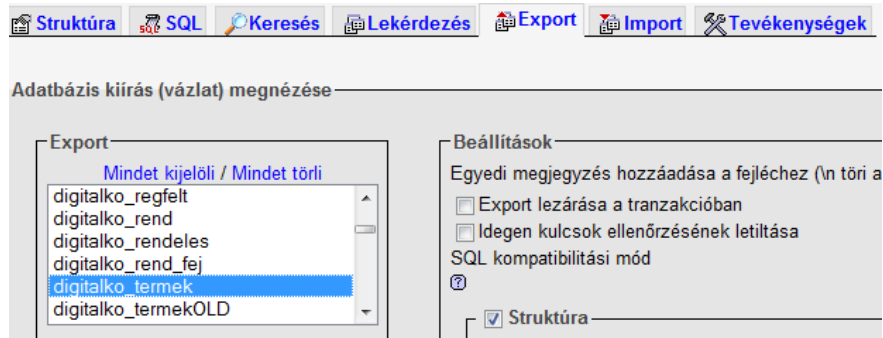 Struktúra SQL Keresés Lekérdezés Export Import Tevékenységek
Adatbázis kiírás (vázlat) megnézése
Export
Mindet kijelöli / Mindet törli
digitalko_regfelt
digitalko_rend
digitalko_rendeles
digitalko_rend_fej
digitalko_termek
digitalko_termekOLD
Beállítások
Egyedi megjegyzés hozzáadása a fejléchez (\n töri a
Export lezárása a tranzakcióban
Idegen kulcsok ellenőrzésének letiltása
SQL kompatibilitási mód
Struktúra